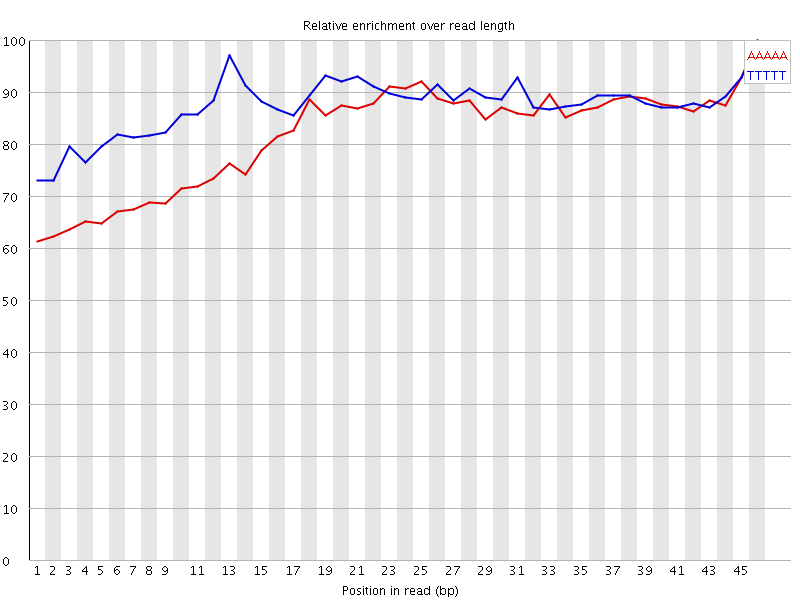 Relative enrichment over read length
100
90
80
70
60
50
40
30
20
10
0
AAAAA
TTTTT
1 2 3 4 5 6 7 8 9 11 13 15 17 19 21 23 25 27 29 31 33 35 37 39 41 43 45
Position in read (bp)